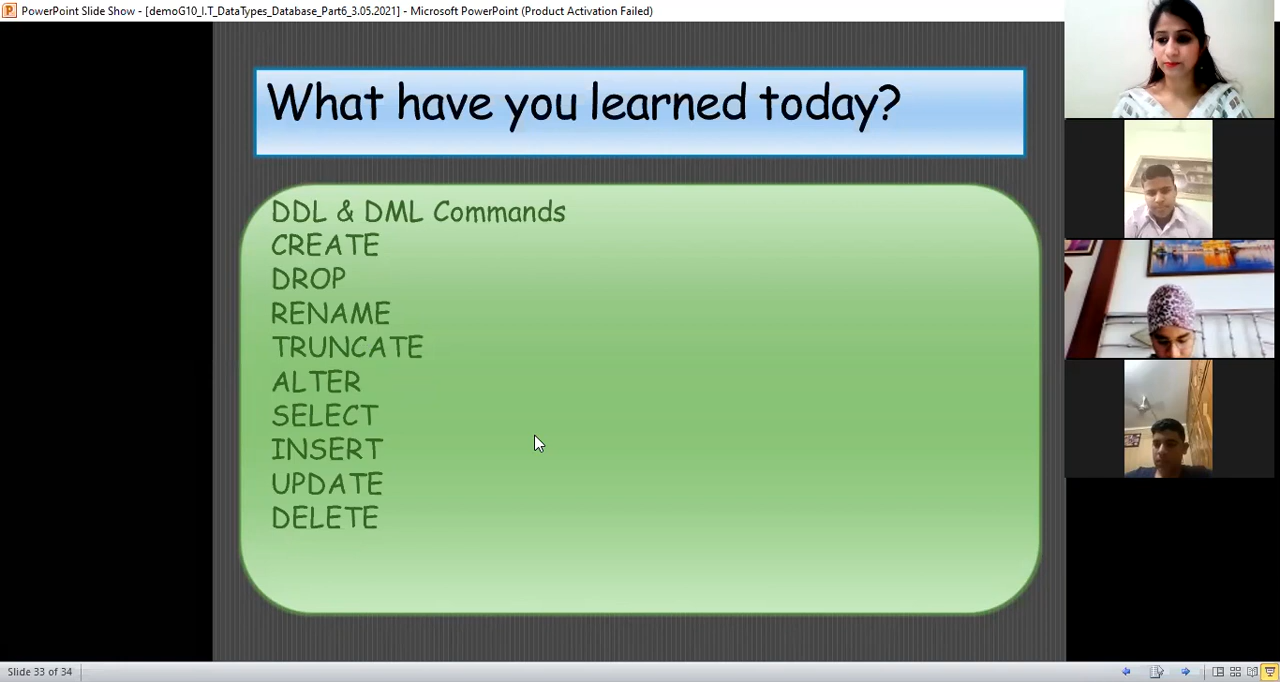 PowerPoint Slide Show - [demoG10_I.T_DataTypes_Database_Part6_3.05.2021] - Microsoft PowerPoint (Product Activation Failed)
What have you learned today?
DDL & DML Commands
CREATE
DROP
RENAME
TRUNCATE
ALTER
SELECT
INSERT
UPDATE
DELETE
Slide 33 of 34